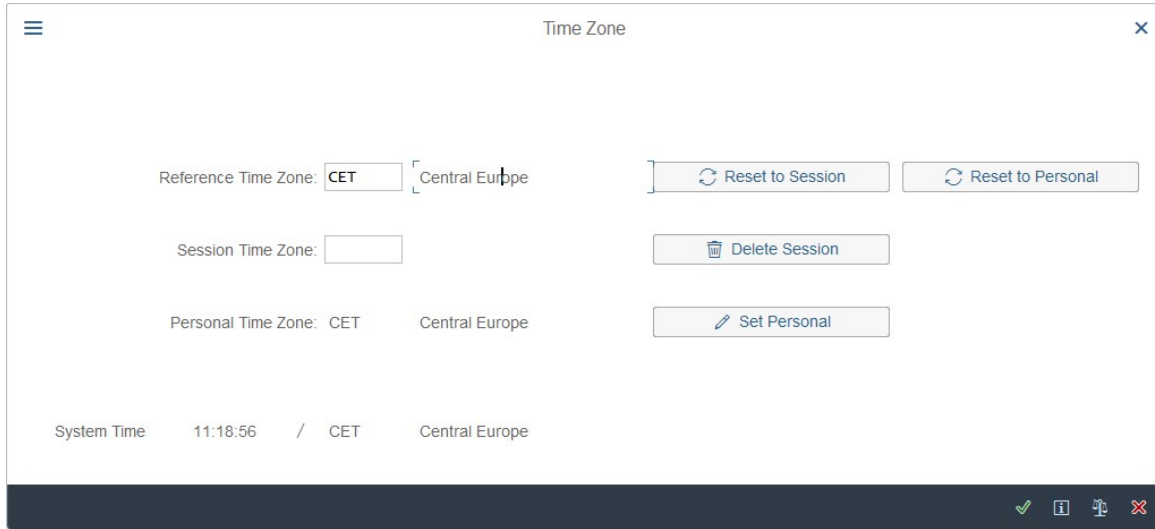 Time Zone
Reference Time Zone: CET Central Europe Reset to Session Reset to Personal
Session Time Zone: Delete Session
Personal Time Zone: CET Central Europe Set Personal
System Time 11:18:56 / CET Central Europe